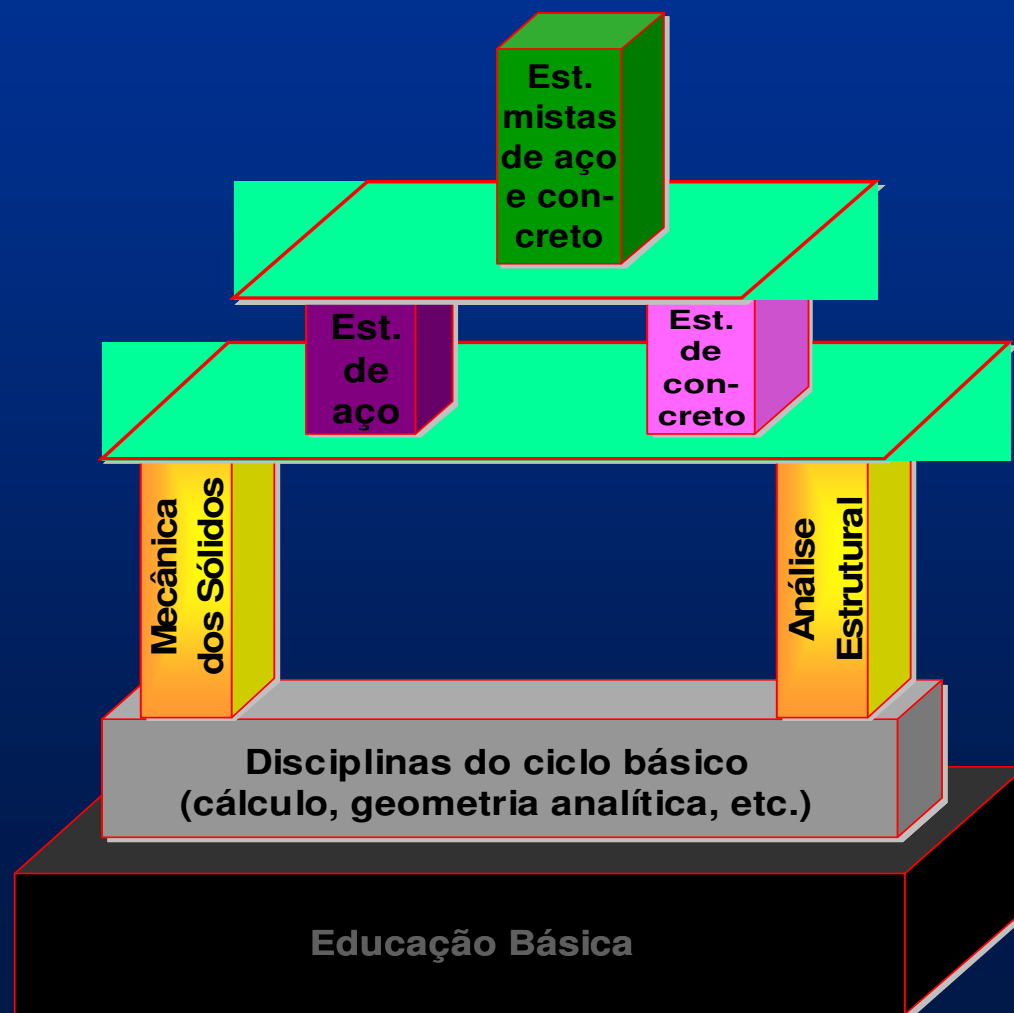 Est.
mistas
de aço
e con-
creto
Est.
de
aço
Est.
de
con-
creto
Mecânica
dos Sólidos
Análise
Estrutural
Disciplinas do ciclo básico
(cálculo, geometria analítica, etc.)
Educação Básica